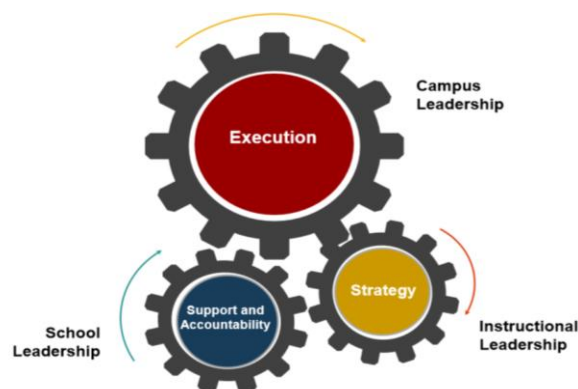 Campus
Leadership
Execution
Strategy
Support and
Accountability
School
Leadership
Instructional
Leadership